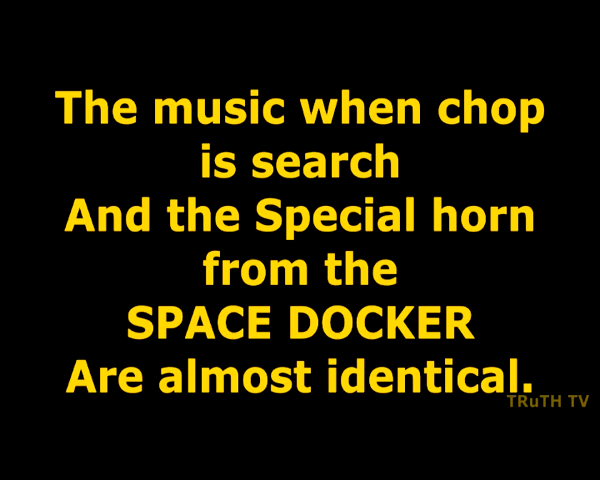 The music when chop
is search
And the Special horn
from the
SPACE DOCKER
Are almost identical.
TRuTH TV